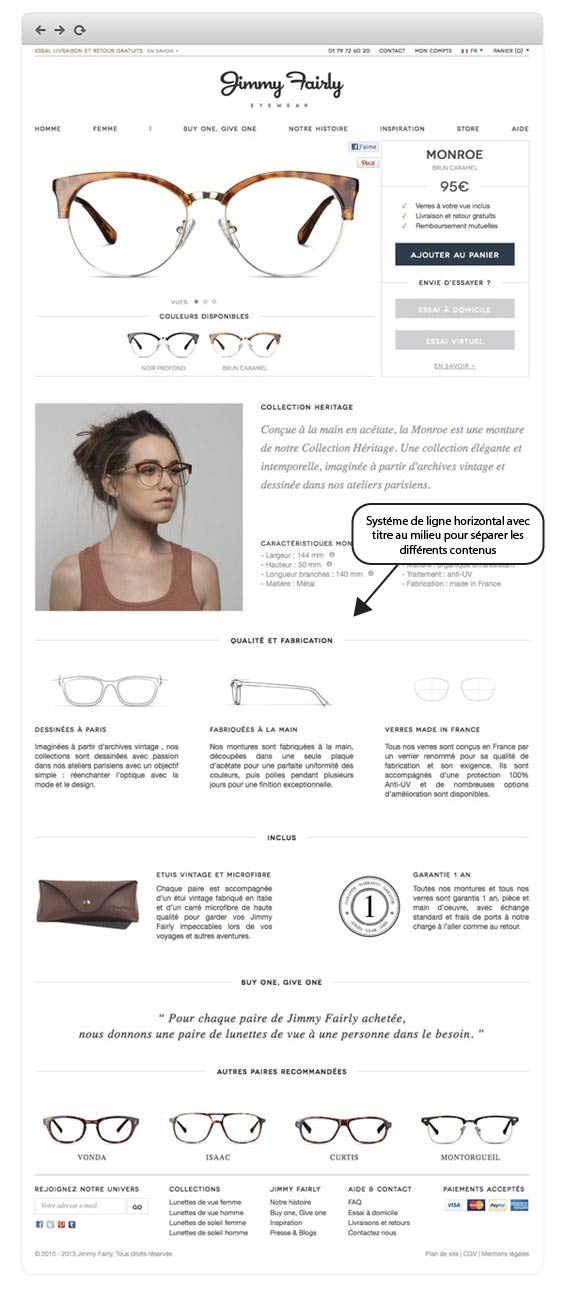 ESSAI LIVRAISON ET RETOUR GRATUITS EN SAVOIR +
01 79 72 60 20 CONTACT MON COMPTE FR PANIER (0)
Jimmy Fairly
EYEWEAR
HOMME FEMME | BUY ONE, GIVE ONE NOTRE HISTOIRE INSPIRATION STORE AIDE
J'aime
Pin it
MONROE
BRUN CARAMEL
95€
Verres à votre vue inclus
Livraison et retour gratuits
Remboursement mutuelles
AJOUTER AU PANIER
ENVIE D'ESSAYER ?
ESSAI À DOMICILE
ESSAI VIRTUEL
EN SAVOIR +
VUES:
COULEURS DISPONIBLES
NOIR PROFOND BRUN CARAMEL
COLLECTION HERITAGE
Conçue à la main en acétate, la Monroe est une monture
de notre Collection Héritage. Une collection élégante et
intemporelle, imaginée à partir d'archives vintage et
dessinée dans nos ateliers parisiens.
Systéme de ligne horizontal avec
titre au milieu pour séparer les
différents contenus
CARACTÉRISTIQUES
- Largeur : 144 mm
- Hauteur : 50 mm
- Longueur branches : 140 mm
- Matière : Métal
- Traitement : anti-UV
- Fabrication : made in France
QUALITÉ ET FABRICATION
DESSINÉES À PARIS
Imaginées à partir d'archives vintage , nos
collections sont dessinées avec passion
dans nos ateliers parisiens avec un objectif
simple : réenchanter l'optique avec la
mode et le design.
FABRIQUÉES À LA MAIN
Nos montures sont fabriquées à la main,
découpées dans une seule plaque
d'acétate pour une parfaite uniformité des
couleurs, puis polies pendant plusieurs
jours pour une finition exceptionnelle.
VERRES MADE IN FRANCE
Tous nos verres sont conçus en France par
un verrier renommé pour sa qualité de
fabrication et son exigence. Ils sont
accompagnés d'une protection 100%
Anti-UV et de nombreuses options
d'amélioration sont disponibles.
INCLUS
ETUIS VINTAGE ET MICROFIBRE
Chaque paire est accompagnée
d'un étui vintage fabriqué en Italie
et d'un carré microfibre de haute
qualité pour garder vos Jimmy
Fairly impeccables lors de vos
voyages et autres aventures.
1
GARANTIE 1 AN
Toutes nos montures et tous nos
verres sont garantis 1 an, pièce et
main d'oeuvre, avec échange
standard et frais de ports à notre
charge à l'aller comme au retour.
BUY ONE, GIVE ONE
“ Pour chaque paire de Jimmy Fairly achetée,
nous donnons une paire de lunettes de vue à une personne dans le besoin. ”
AUTRES PAIRES RECOMMANDÉES
VONDA ISAAC CURTIS MONTORGUEIL
REJOIGNEZ NOTRE UNIVERS
Votre adresse e-mail GO
COLLECTIONS
Lunettes de vue femme
Lunettes de vue homme
Lunettes de soleil femme
Lunettes de soleil homme
JIMMY FAIRLY
Notre histoire
Buy one, Give one
Inspiration
Presse & Blogs
AIDE & CONTACT
FAQ
Essai à domicile
Livraisons et retours
Contactez nous
PAIEMENTS ACCEPTÉS
VISA PayPal
© 2010 - 2013 Jimmy Fairly, Tous droits réservés
Plan de site | CGV | Mentions légales